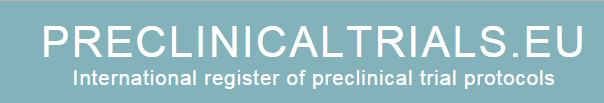 PRECLINICALTRIALS.EU
International register of preclinical trial protocols